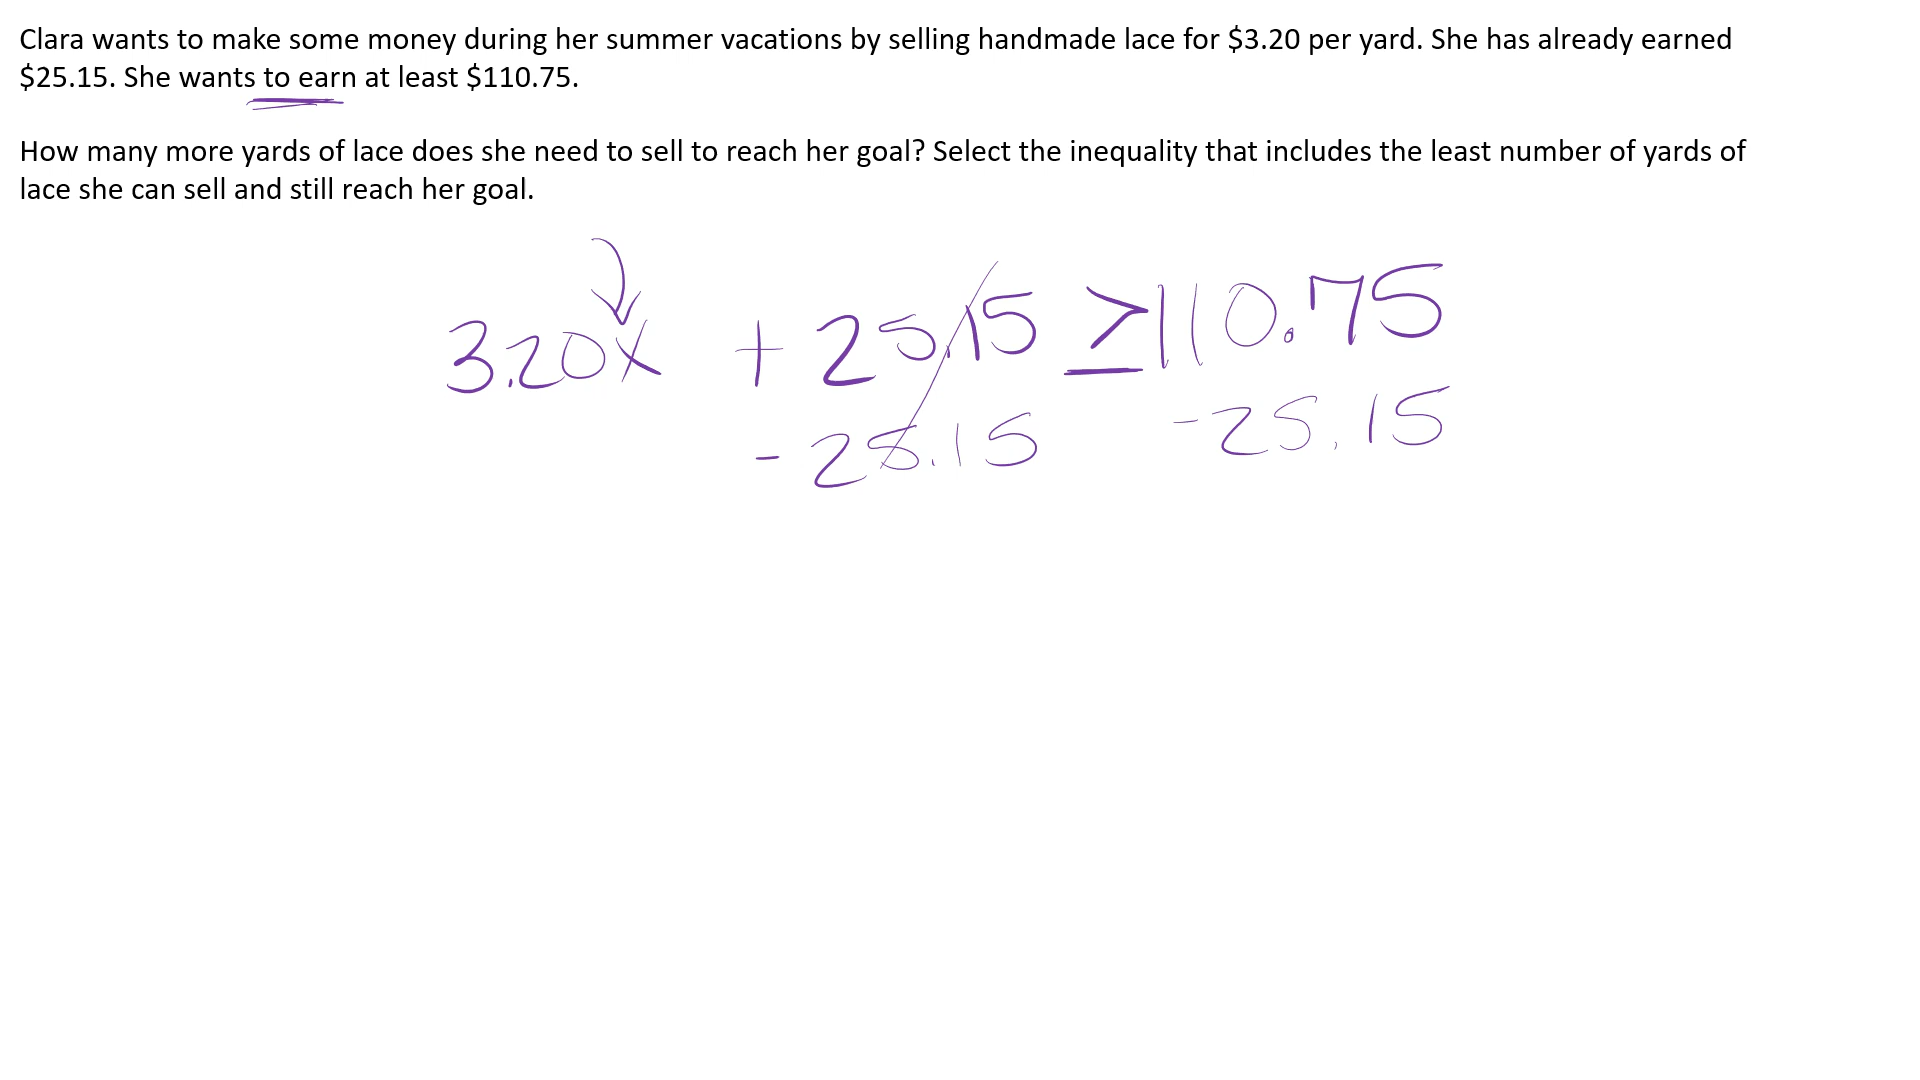 Clara wants to make some money during her summer vacations by selling handmade lace for $3.20 per yard. She has already earned
$25.15. She wants to earn at least $110.75.
How many more yards of lace does she need to sell to reach her goal? Select the inequality that includes the least number of yards of
lace she can sell and still reach her goal.
3.20x + 25.15 ≥ 110.75
- 25.15 - 25.15